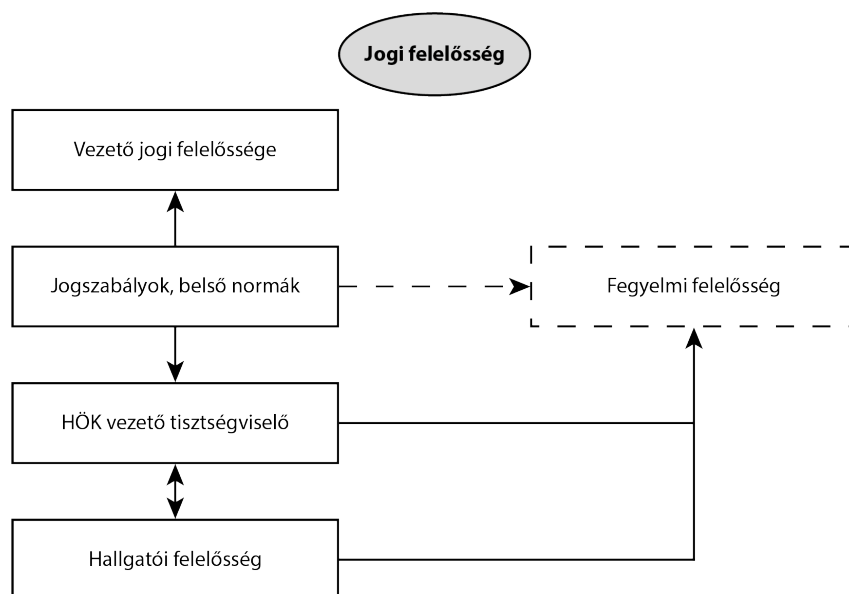 Jogi felelősség
Vezető jogi felelőssége
Jogszabályok, belső normák
Fegyelmi felelősség
HÖK vezető tisztségviselő
Hallgatói felelősség